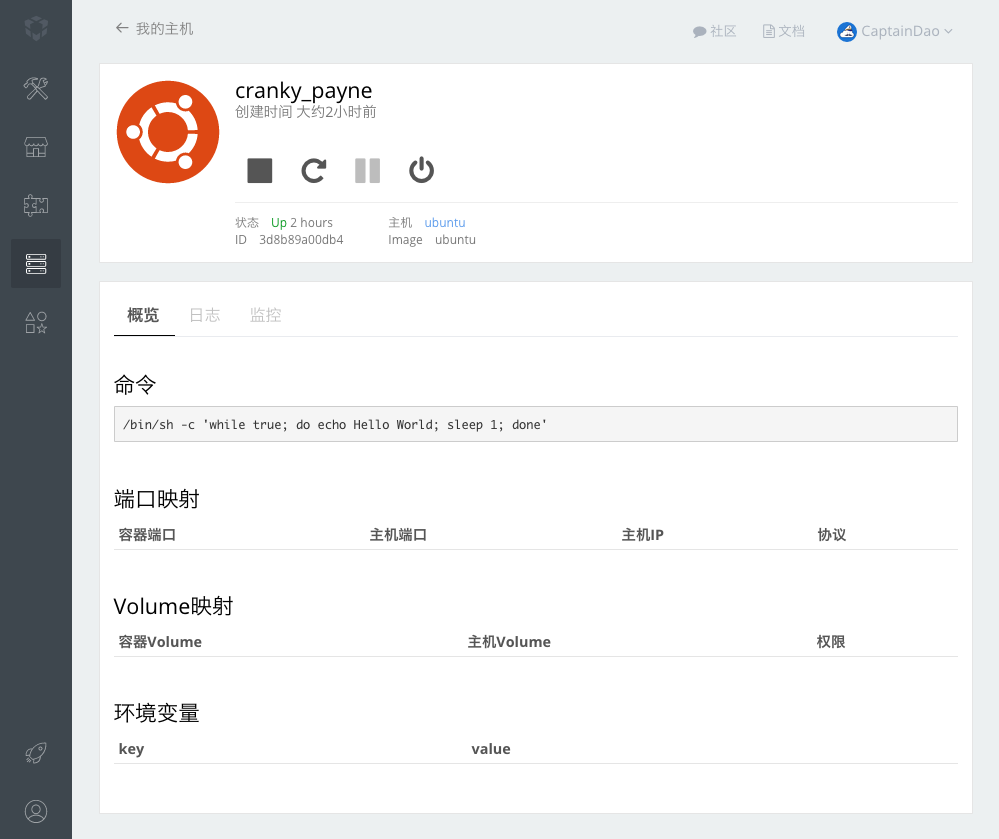 ← 我的主机
社区 文档 CaptainDao
cranky_payne
创建时间 大约2小时前
状态 Up 2 hours 主机 ubuntu
ID 3d8b89a00db4 Image ubuntu
概览 日志 监控
命令
/bin/sh -c 'while true; do echo Hello World; sleep 1; done'
端口映射
容器端口 主机端口 主机IP 协议
Volume映射
容器Volume 主机Volume 权限
环境变量
key value